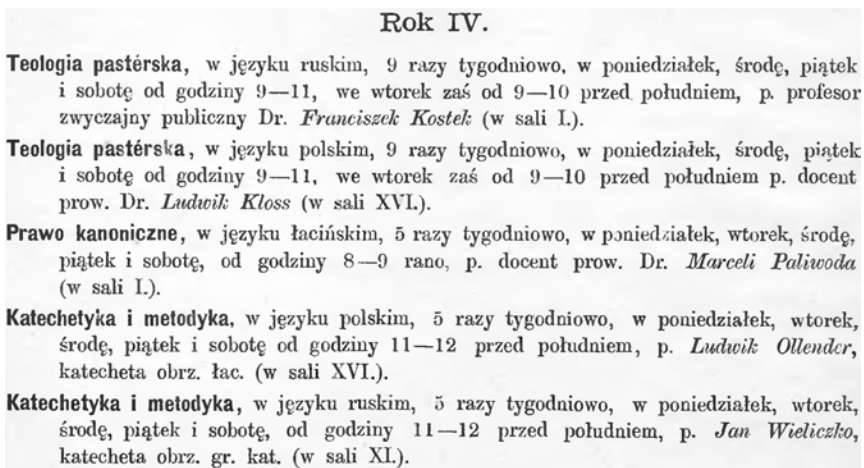 Rok IV.
Teologia pastérska, w języku ruskim, 9 razy tygodniowo, w poniedziałek, środę, piątek
i sobotę od godziny 9—11, we wtorek zaś od 9—10 przed południem, p. profesor
zwyczajny publiczny Dr. Franciszek Kostek (w sali I.).
Teologia pastérska, w języku polskim, 9 razy tygodniowo, w poniedziałek, środę, piątek
i sobotę od godziny 9—11, we wtorek zaś od 9—10 przed południem p. docent
prow. Dr. Ludwik Kloss (w sali XVI.).
Prawo kanoniczne, w języku łacińskim, 5 razy tygodniowo, w poniedziałek, wtorek, środę,
piątek i sobotę, od godziny 8—9 rano, p. docent prow. Dr. Marceli Paliwoda
(w sali I.).
Katechetyka i metodyka, w języku polskim, 5 razy tygodniowo, w poniedziałek, wtorek,
środę, piątek i sobotę od godziny 11—12 przed południem, p. Ludwik Ollender,
katecheta obrz. łac. (w sali XVI.).
Katechetyka i metodyka, w języku ruskim, 5 razy tygodniowo, w poniedziałek, wtorek,
środę, piątek i sobotę, od godziny 11—12 przed południem, p. Jan Wieliczko,
katecheta obrz. gr. kat. (w sali XI.).